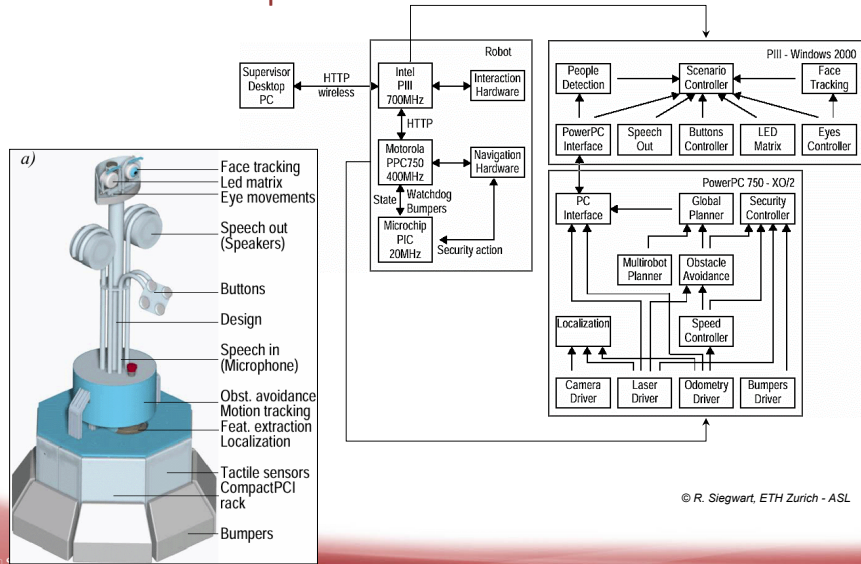 Robot
Supervisor
Desktop
PC
HTTP
wireless
Intel
PIII
700MHz
Interaction
Hardware
HTTP
Motorola
PPC750
400MHz
Navigation
Hardware
State
Watchdog
Bumpers
Microchip
PIC
20MHz
Security action
PIII - Windows 2000
People
Detection
Scenario
Controller
Face
Tracking
PowerPC
Interface
Speech
Out
Buttons
Controller
LED
Matrix
Eyes
Controller
PowerPC 750 - XO/2
PC
Interface
Global
Planner
Security
Controller
Multirobot
Planner
Obstacle
Avoidance
Localization
Speed
Controller
Camera
Driver
Laser
Driver
Odometry
Driver
Bumpers
Driver
a)
Face tracking
Led matrix
Eye movements
Speech out
(Speakers)
Buttons
Design
Speech in
(Microphone)
Obst. avoidance
Motion tracking
Feat. extraction
Localization
Tactile sensors
CompactPCI
rack
Bumpers
© R. Siegwart, ETH Zurich - ASL